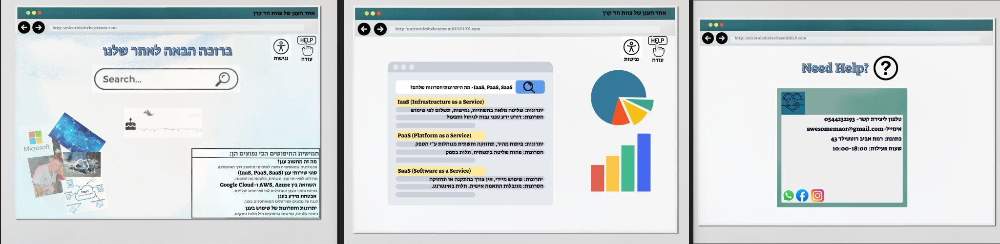 אתר הענן של צוות חד קרן
http:/unicornitshebestteam.com
ברוכה הבאה לאתר שלנו
HELP
נגישות
עזרה
Search...
Microsoft
PaaS
חמישית החיפושים הכי נפוצים הן:
מה זה מחשוב ענן?
טכנולוגיה שמאפשרת גישה לשירותי מחשוב דרך האינטרנט.
סוגי שירותי ענן (IaaS, PaaS, SaaS)
מודלים לשירותי ענן: תשתית, פלטפורמה ותוכנה.
השוואה בין AWS, Azure ו-Google Cloud
בחינת ספקי הענן המובילים לפי שירותים ועלויות.
אבטחת מידע בענן
הגנה על נתונים ושירותים המאוחסנים בענן.
יתרונות וחסרונות של שימוש בענן
ניתוח עלויות, גמישות וביצועים מול תלות וחוקים.
אתר הענן של צוות חד קרן
http:/unicornitshebestteamRESULTS.com
HELP
נגישות
עזרה
IaaS, PaaS, SaaS- מה היתרונות/חסרונות שלהם?
IaaS (Infrastructure as a Service)
יתרונות: שליטה מלאה בתשתיות, גמישות, תשלום לפי שימוש
חסרונות: דורש ידע טכני גבוה לניהול ותפעול
PaaS (Platform as a Service)
יתרונות: פיתוח מהיר, תחזוקה ותשתית מנוהלות ע"י הספק
חסרונות: פחות שליטה בתשתית, תלות בספק
SaaS (Software as a Service)
יתרונות: שימוש מיידי, אין צורך בהתקנה או תחזוקה
חסרונות: מוגבלות התאמה אישית, תלות באינטרנט.
http:/unicornitshebestteamHELP.com
Need Help?
טלפון ליצירת קשר- 0544232293
אימייל-awesomemaor@gmail.com
כתובת: רמת אביב רוטשילד 43
שעות פעילות: 10:00-18:00